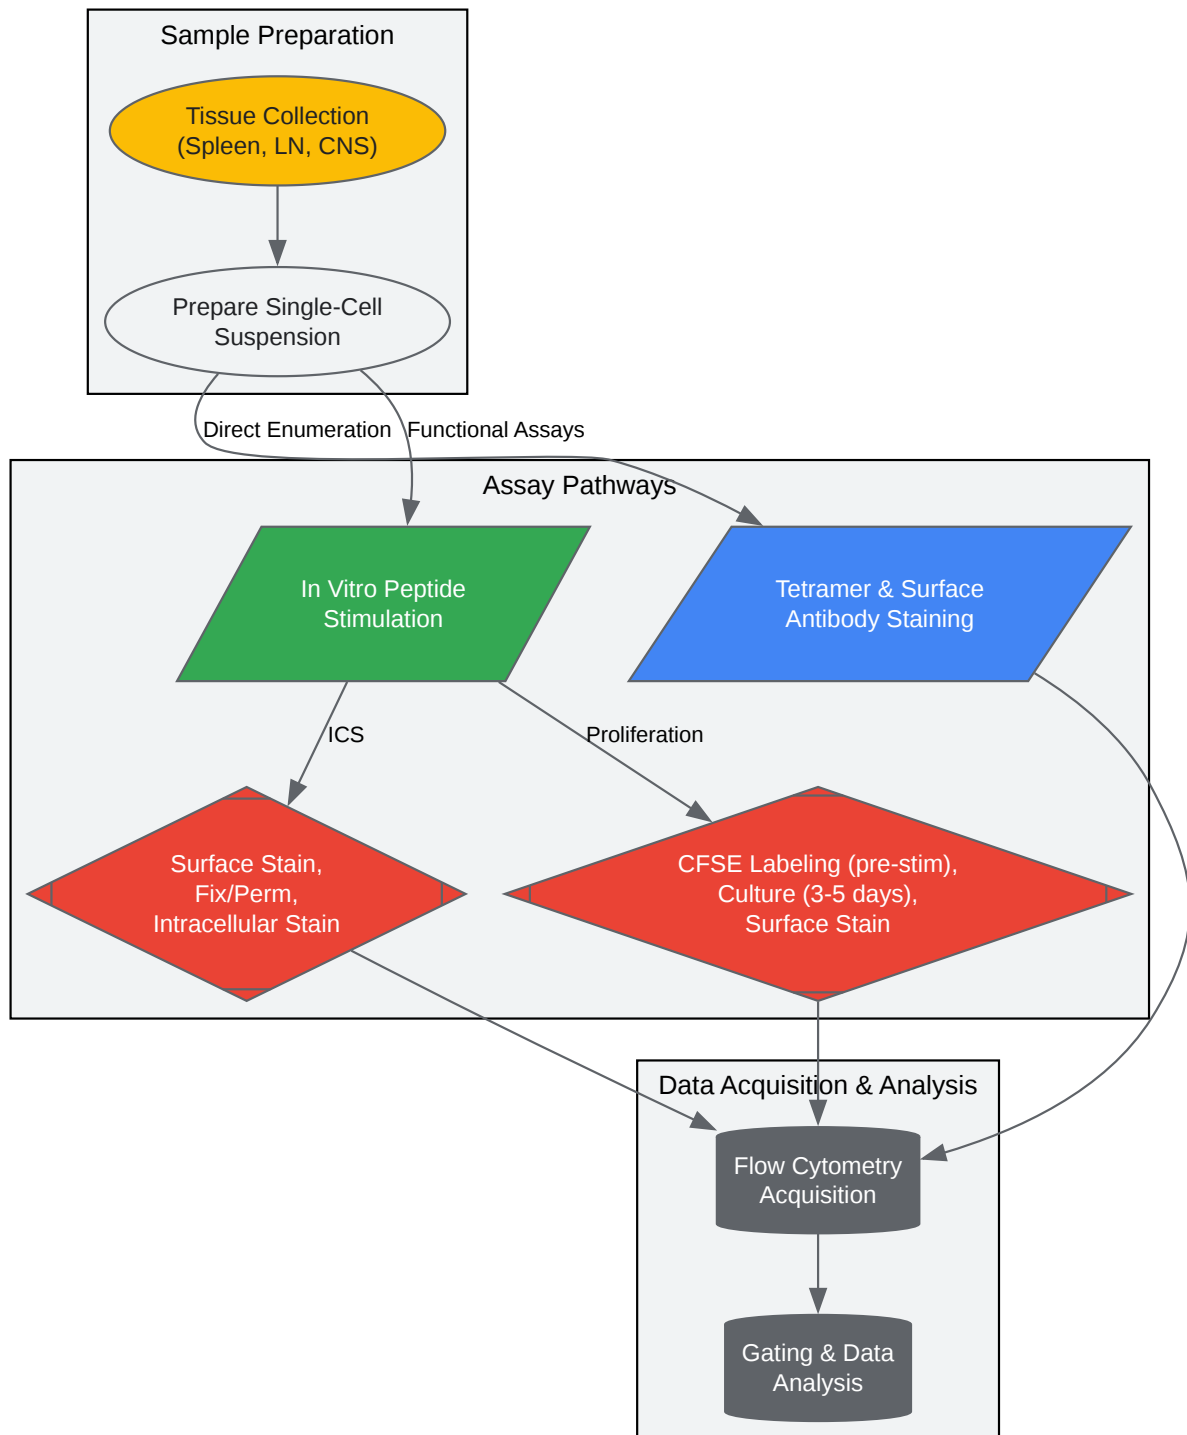 Sample Preparation
Tissue Collection
(Spleen, LN, CNS)
Prepare Single-Cell
Suspension
Direct Enumeration
Functional Assays
Assay Pathways
In Vitro Peptide
Stimulation
Tetramer & Surface
Antibody Staining
ICS
Proliferation
Surface Stain,
Fix/Perm,
Intracellular Stain
CFSE Labeling (pre-stim),
Culture (3-5 days),
Surface Stain
Data Acquisition & Analysis
Flow Cytometry
Acquisition
Gating & Data
Analysis